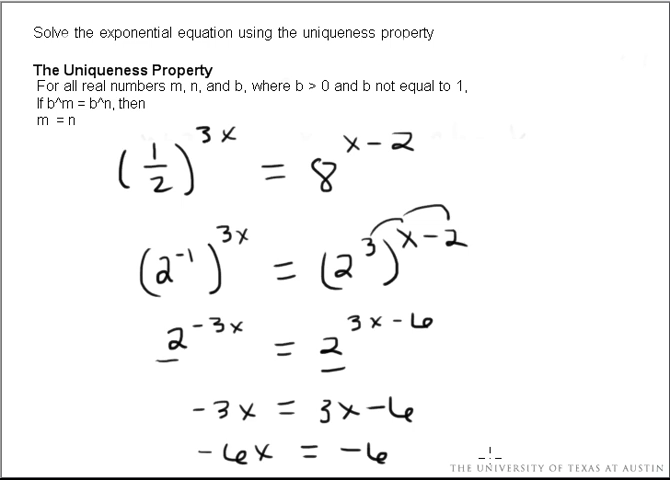 Solve the exponential equation using the uniqueness property
The Uniqueness Property
For all real numbers m, n, and b, where b > 0 and b not equal to 1,
If b^m = b^n, then
m = n
(1/2)^3x = 8^x-2
(2^-1)^3x = (2^3)^x-2
2^-3x = 2^3x-6
-3x = 3x-6
-6x = -6
THE UNIVERSITY OF TEXAS AT AUSTIN